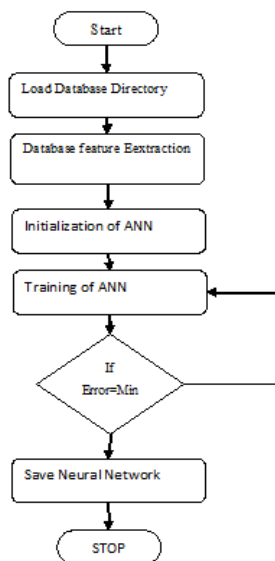 Start
Load Database Directory
Database feature Eextraction
Initialization of ANN
Training of ANN
If
Error=Min
Save Neural Network
STOP